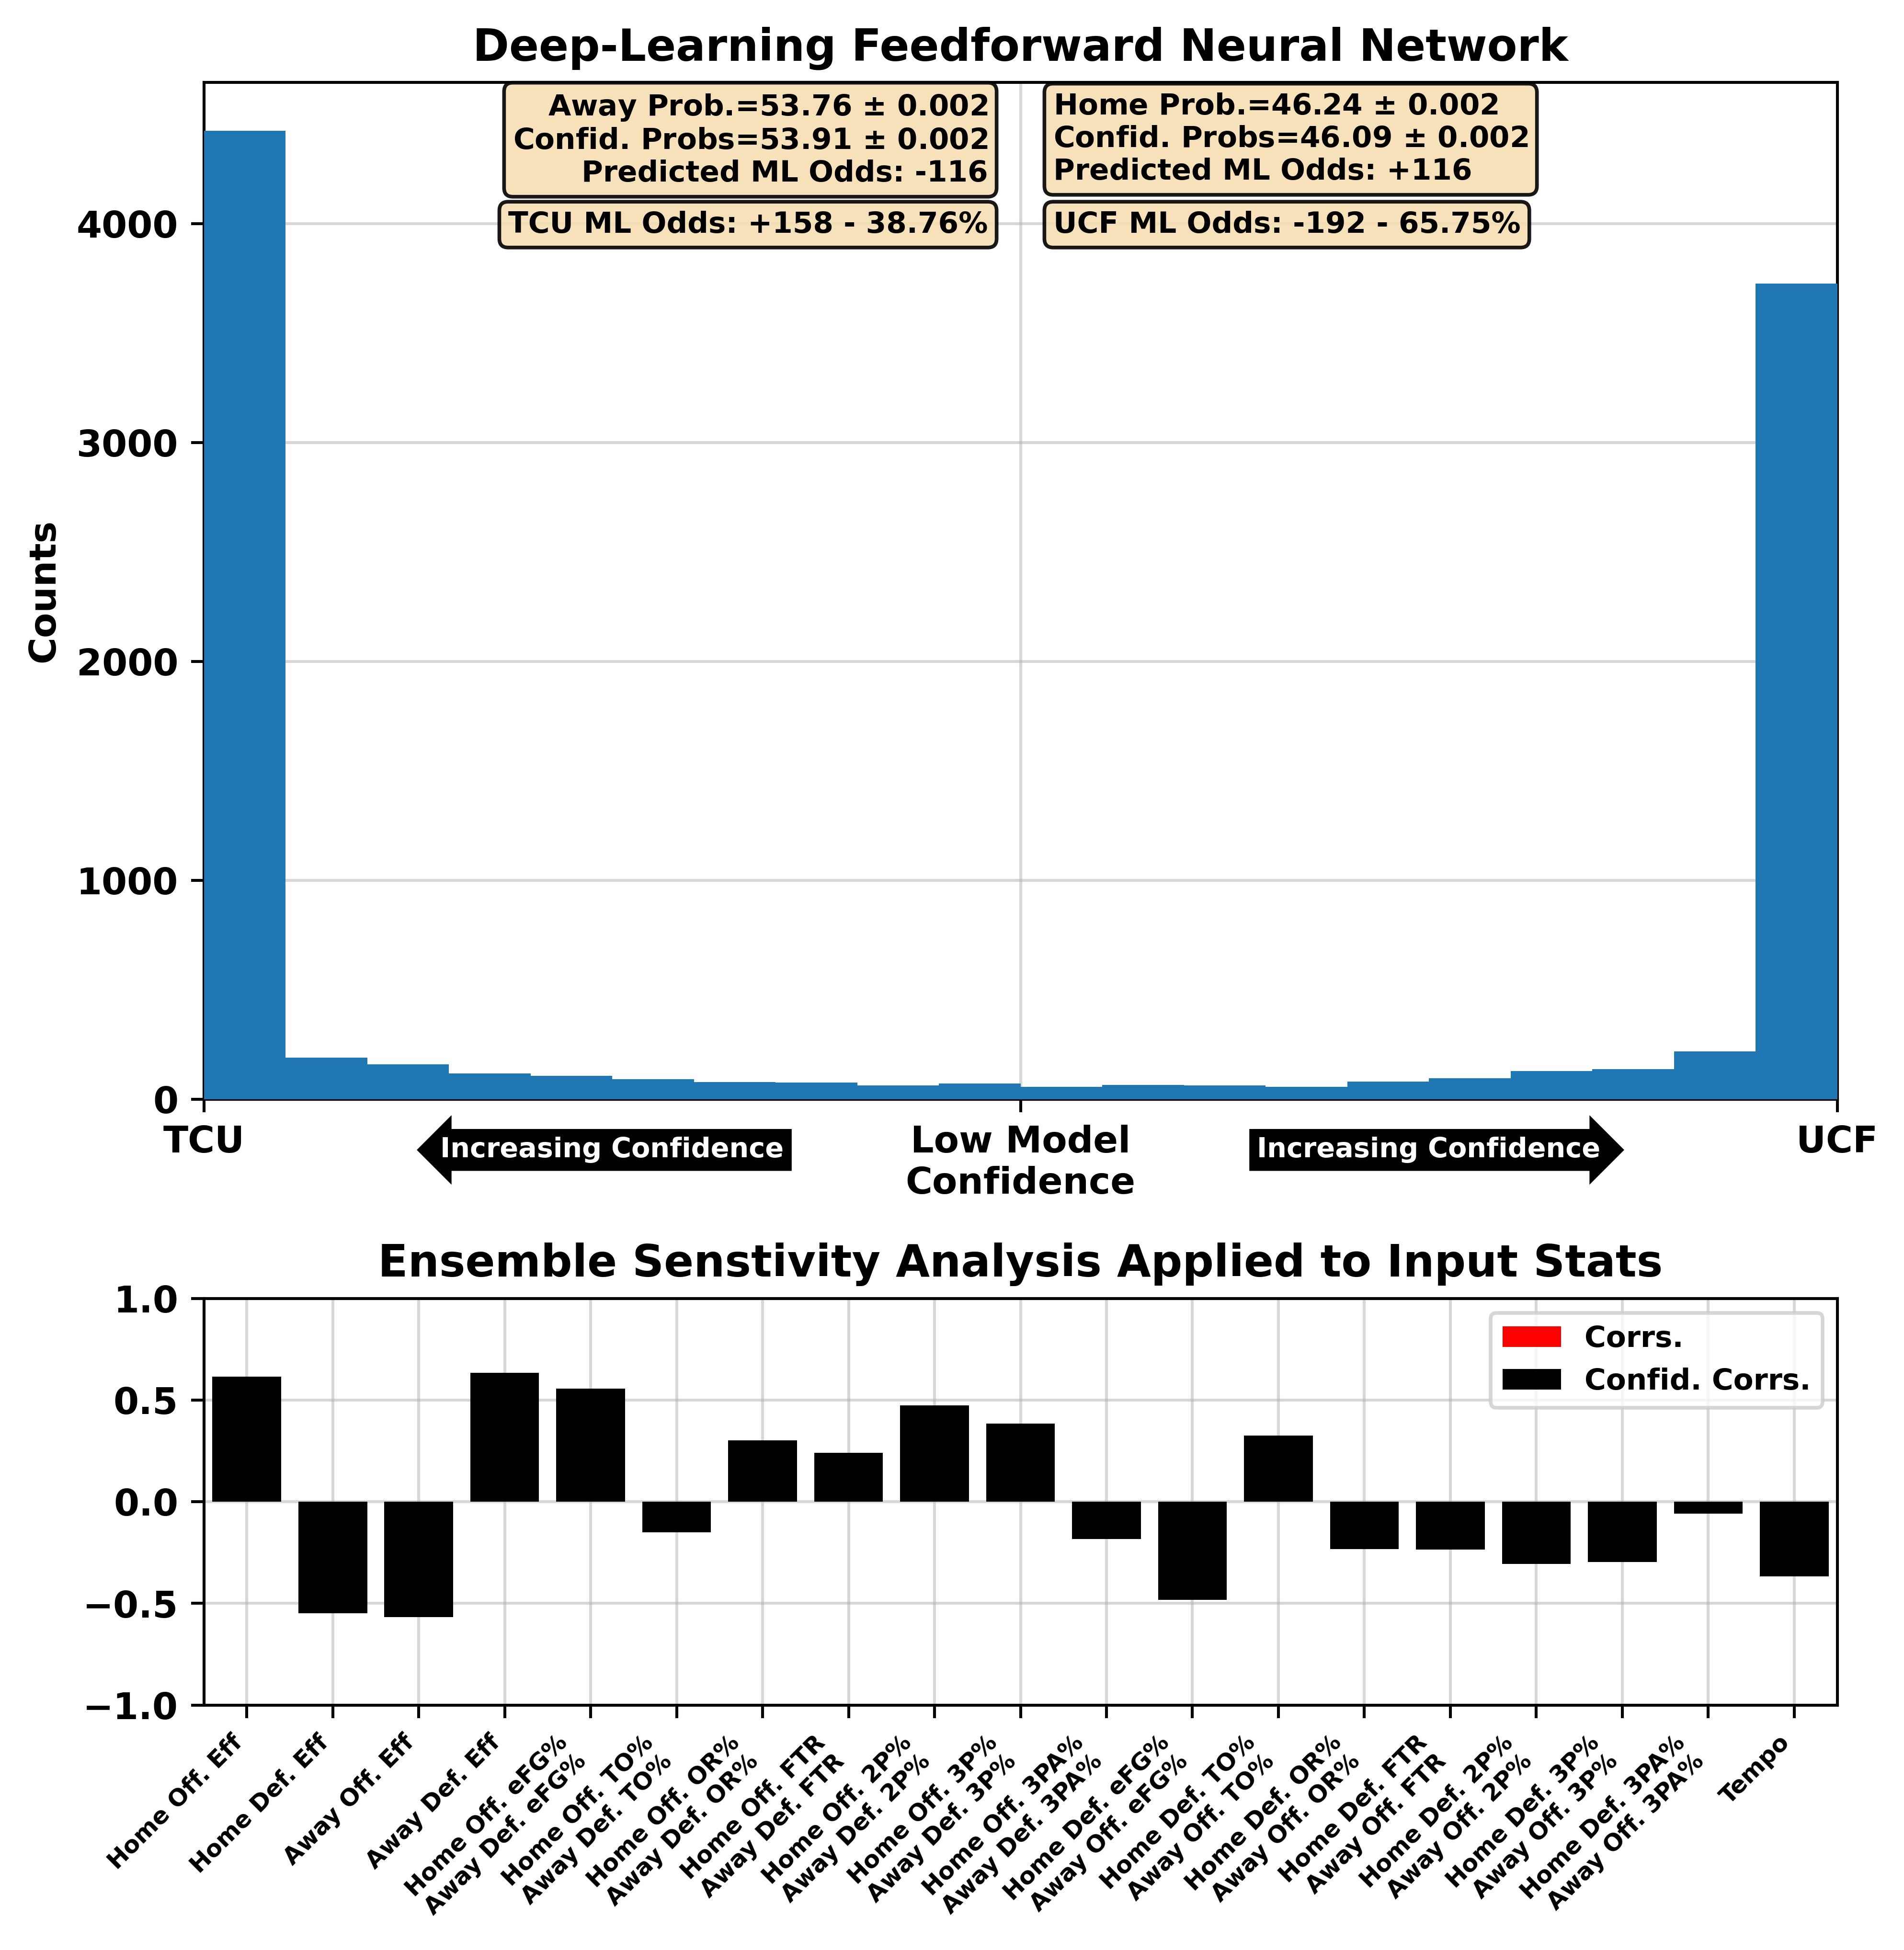 Deep-Learning Feedforward Neural Network
Away Prob.=53.76 ± 0.002
Confid. Probs=53.91 ± 0.002
Predicted ML Odds: -116
TCU ML Odds: +158 - 38.76%
Home Prob.=46.24 ± 0.002
Confid. Probs=46.09 ± 0.002
Predicted ML Odds: +116
UCF ML Odds: -192 - 65.75%
4000
3000
2000
1000
0
Counts
TCU
Increasing Confidence
Low Model
Confidence
Increasing Confidence
UCF
Ensemble Senstivity Analysis Applied to Input Stats
1.0
0.5
0.0
−0.5
−1.0
Corrs.
Confid. Corrs.
Home Off. Eff
Home Def. Eff
Away Off. Eff
Away Def. Eff
Home Off. eFG%
Away Def. eFG%
Home Off. TO%
Away Def. TO%
Home Off. OR%
Away Def. OR%
Home Off. FTR
Away Def. FTR
Home Off. 2P%
Away Def. 2P%
Home Off. 3P%
Away Def. 3P%
Home Off. 3PA%
Away Def. 3PA%
Home Def. eFG%
Away Off. eFG%
Home Def. TO%
Away Off. TO%
Home Def. OR%
Away Off. OR%
Home Def. FTR
Away Off. FTR
Home Def. 2P%
Away Off. 2P%
Home Def. 3P%
Away Off. 3P%
Home Def. 3PA%
Away Off. 3PA%
Tempo